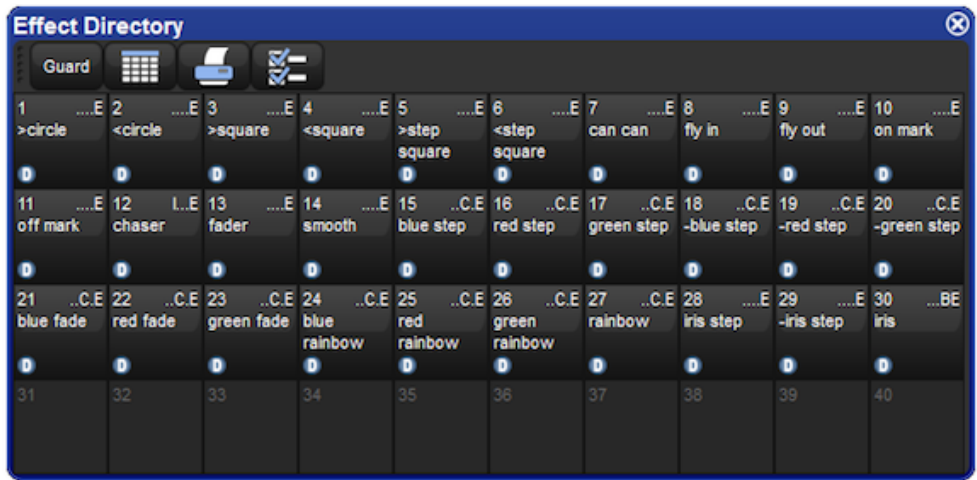 Effect Directory
Guard
1 ....E 2 ....E 3 ....E 4 ....E 5 ....E 6 ....E 7 ....E 8 ....E 9 ....E 10 ....E
>circle <circle >square <square >step <step can can fly in fly out on mark
square square
D D D D D D D D D D
11 ....E 12 I...E 13 ....E 14 ....E 15 ..C.E 16 ..C.E 17 ..C.E 18 ..C.E 19 ..C.E 20 ..C.E
off mark chaser fader smooth blue step red step green step -blue step -red step -green step
D D D D D D D D D D
21 ..C.E 22 ..C.E 23 ..C.E 24 ..C.E 25 ..C.E 26 ..C.E 27 ..C.E 28 ....E 29 ....E 30 ...BE
blue fade red fade green fade blue red green rainbow iris step -iris step iris
rainbow rainbow rainbow
D D D D D D D D D D
31 32 33 34 35 36 37 38 39 40